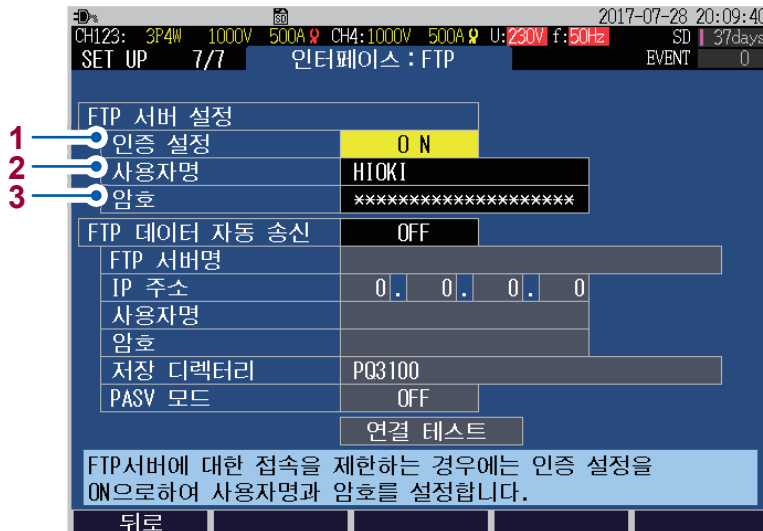 SD 2017-07-28 20:09:40
CH123: 3P4W 1000V 500A CH4:1000V 500A U:230V f:50Hz SD 37days
SET UP 7/7 인터페이스 : FTP EVENT 0
FTP 서버 설정
1 인증 설정 ON
2 사용자명 HIOKI
3 암호 ********************
FTP 데이터 자동 송신 OFF
FTP 서버명
IP 주소 0. 0. 0. 0
사용자명
암호
저장 디렉터리 PQ3100
PASV 모드 OFF
연결 테스트
FTP서버에 대한 접속을 제한하는 경우에는 인증 설정을
ON으로하여 사용자명과 암호를 설정합니다.
뒤로